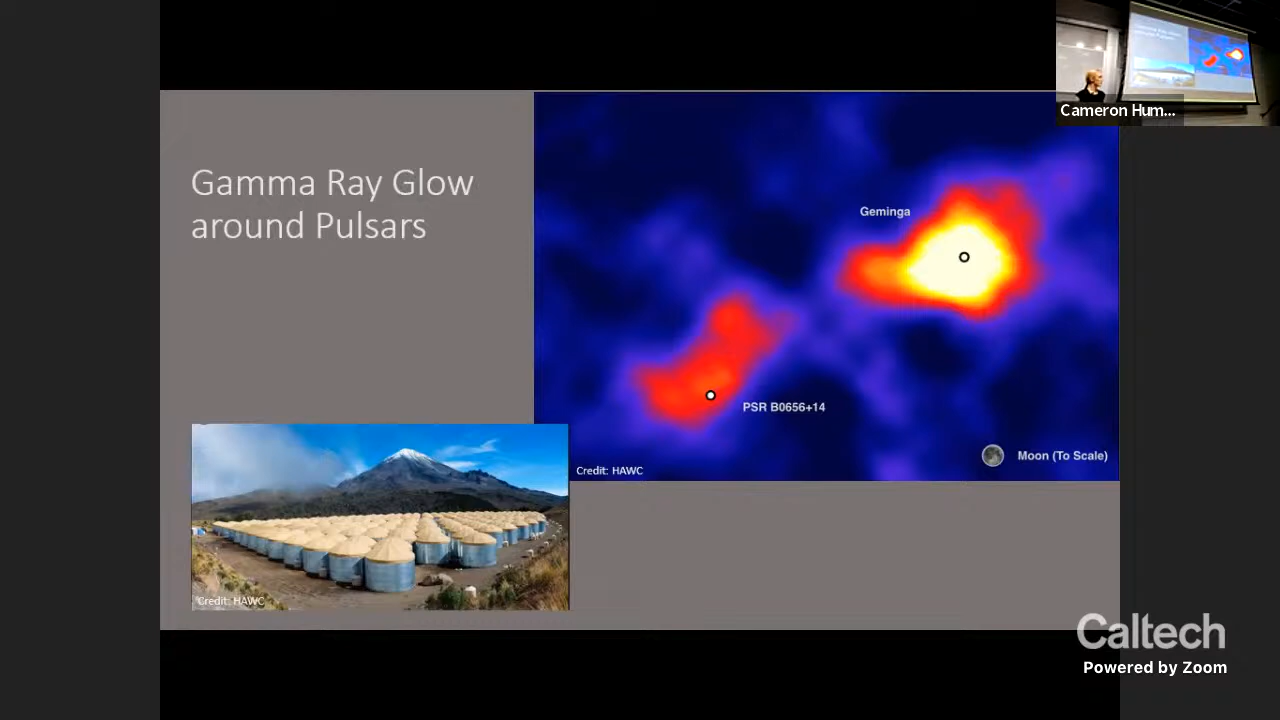 Cameron Hum...
Gamma Ray Glow
around Pulsars
Geminga
PSR B0656+14
Moon (To Scale)
Credit: HAWC
Credit: HAWC
Caltech
Powered by Zoom